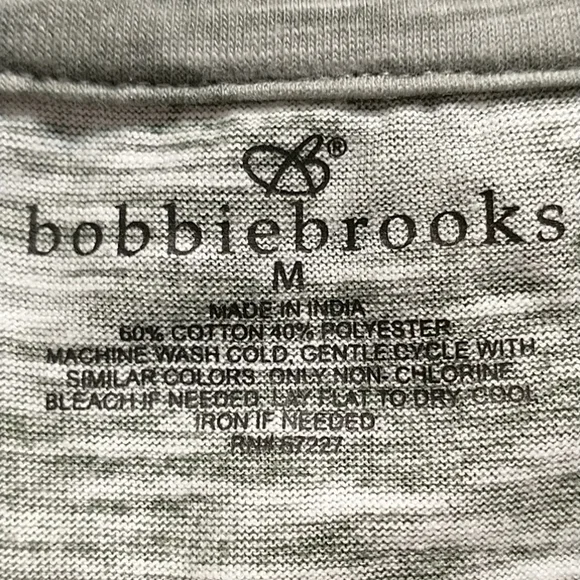 ®
bobbiebrooks
M
MADE IN INDIA
60% COTTON 40% POLYESTER
MACHINE WASH COLD, GENTLE CYCLE WITH
SIMILAR COLORS. ONLY NON- CHLORINE
BLEACH IF NEEDED. LAY FLAT TO DRY. COOL
IRON IF NEEDED.
RN# 57227